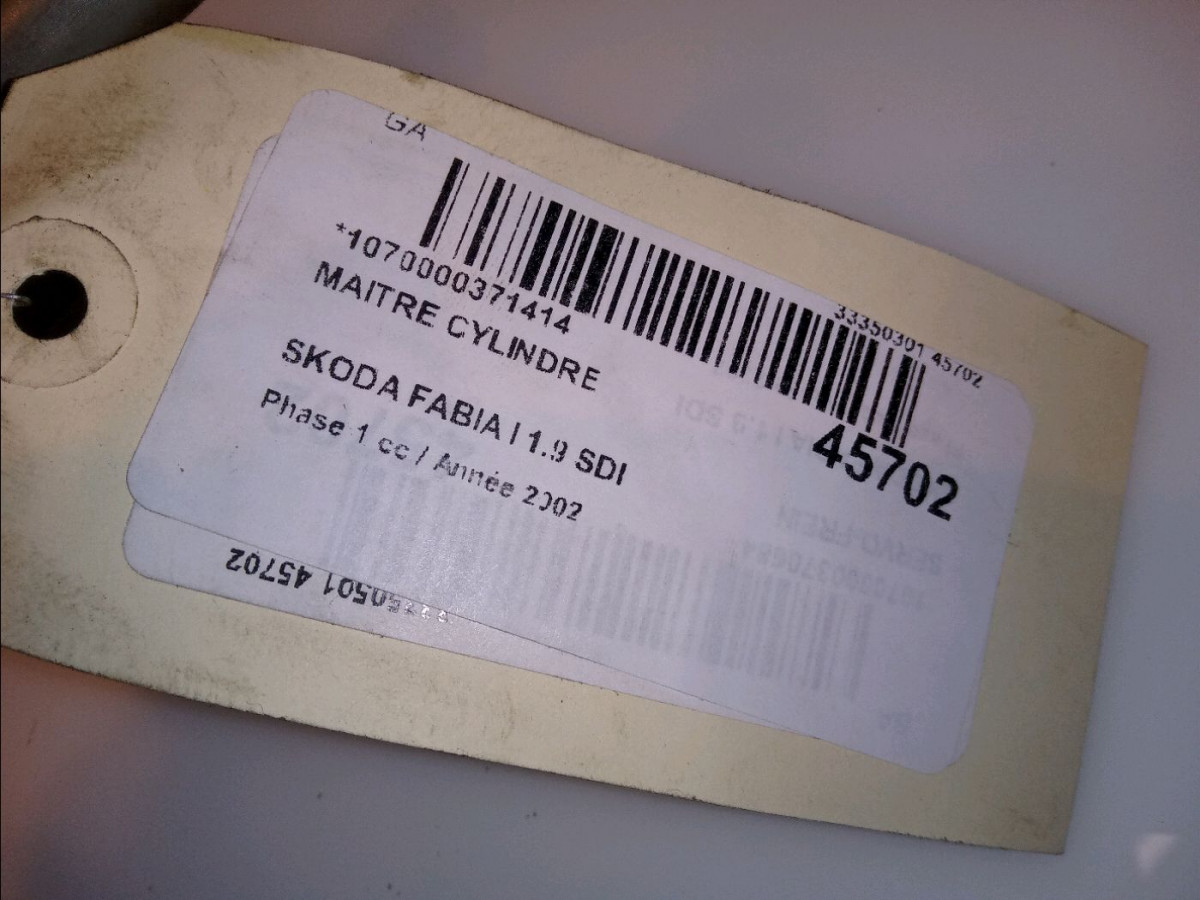 GA
*1070000371414
33350301 45702
MAITRE CYLINDRE
45702
SKODA FABIA I 1.9 SDI
Phase 1 cc / Année 2002
45702